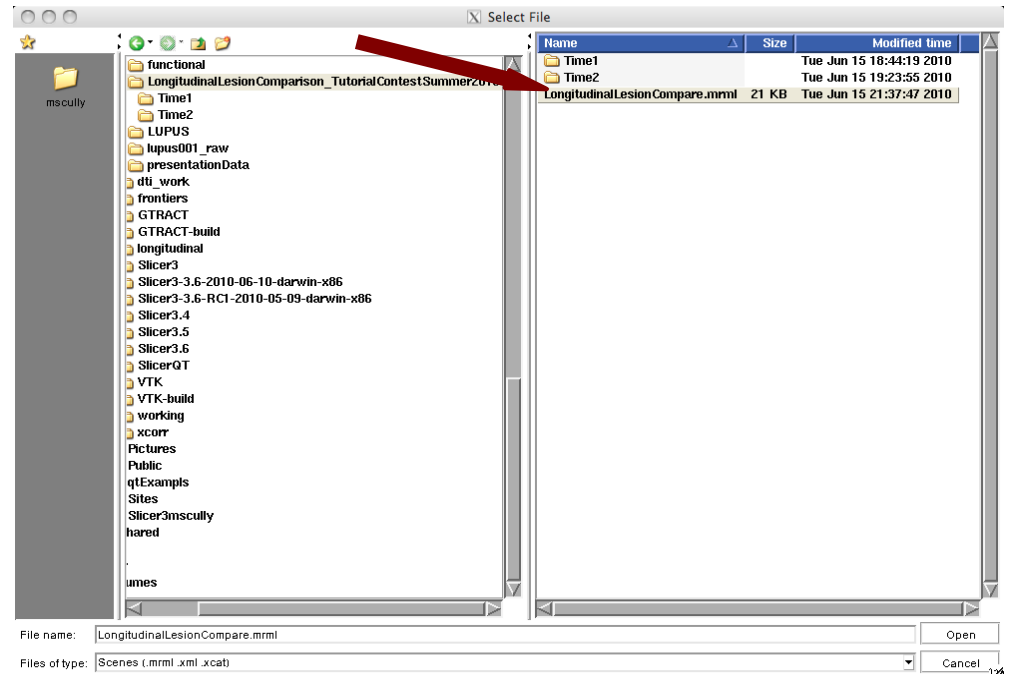 Select File
mscully
functional
LongitudinalLesionComparison_TutorialContestSummer2010
Time1
Time2
LUPUS
lupus001_raw
presentationData
dti_work
frontiers
GTRACT
GTRACT-build
longitudinal
Slicer3
Slicer3-3.6-2010-06-10-darwin-x86
Slicer3-3.6-RC1-2010-05-09-darwin-x86
Slicer3.4
Slicer3.5
Slicer3.6
SlicerQT
VTK
VTK-build
working
xcorr
Pictures
Public
qtExampls
Sites
Slicer3mscully
hared
umes
Name Size Modified time
Time1 Tue Jun 15 18:44:19 2010
Time2 Tue Jun 15 19:23:55 2010
LongitudinalLesionCompare.mrml 21 KB Tue Jun 15 21:37:47 2010
File name: LongitudinalLesionCompare.mrml Open
Files of type: Scenes (.mrml .xml .xcat) Cancel